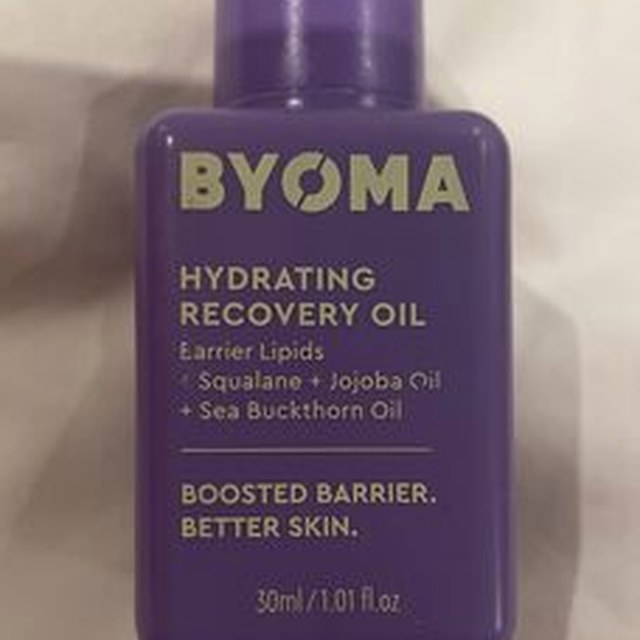 BYOMA
HYDRATING
RECOVERY OIL
Barrier Lipids
+ Squalane + Jojoba Oil
+ Sea Buckthorn Oil
BOOSTED BARRIER.
BETTER SKIN.
30ml/1.01 fl.oz